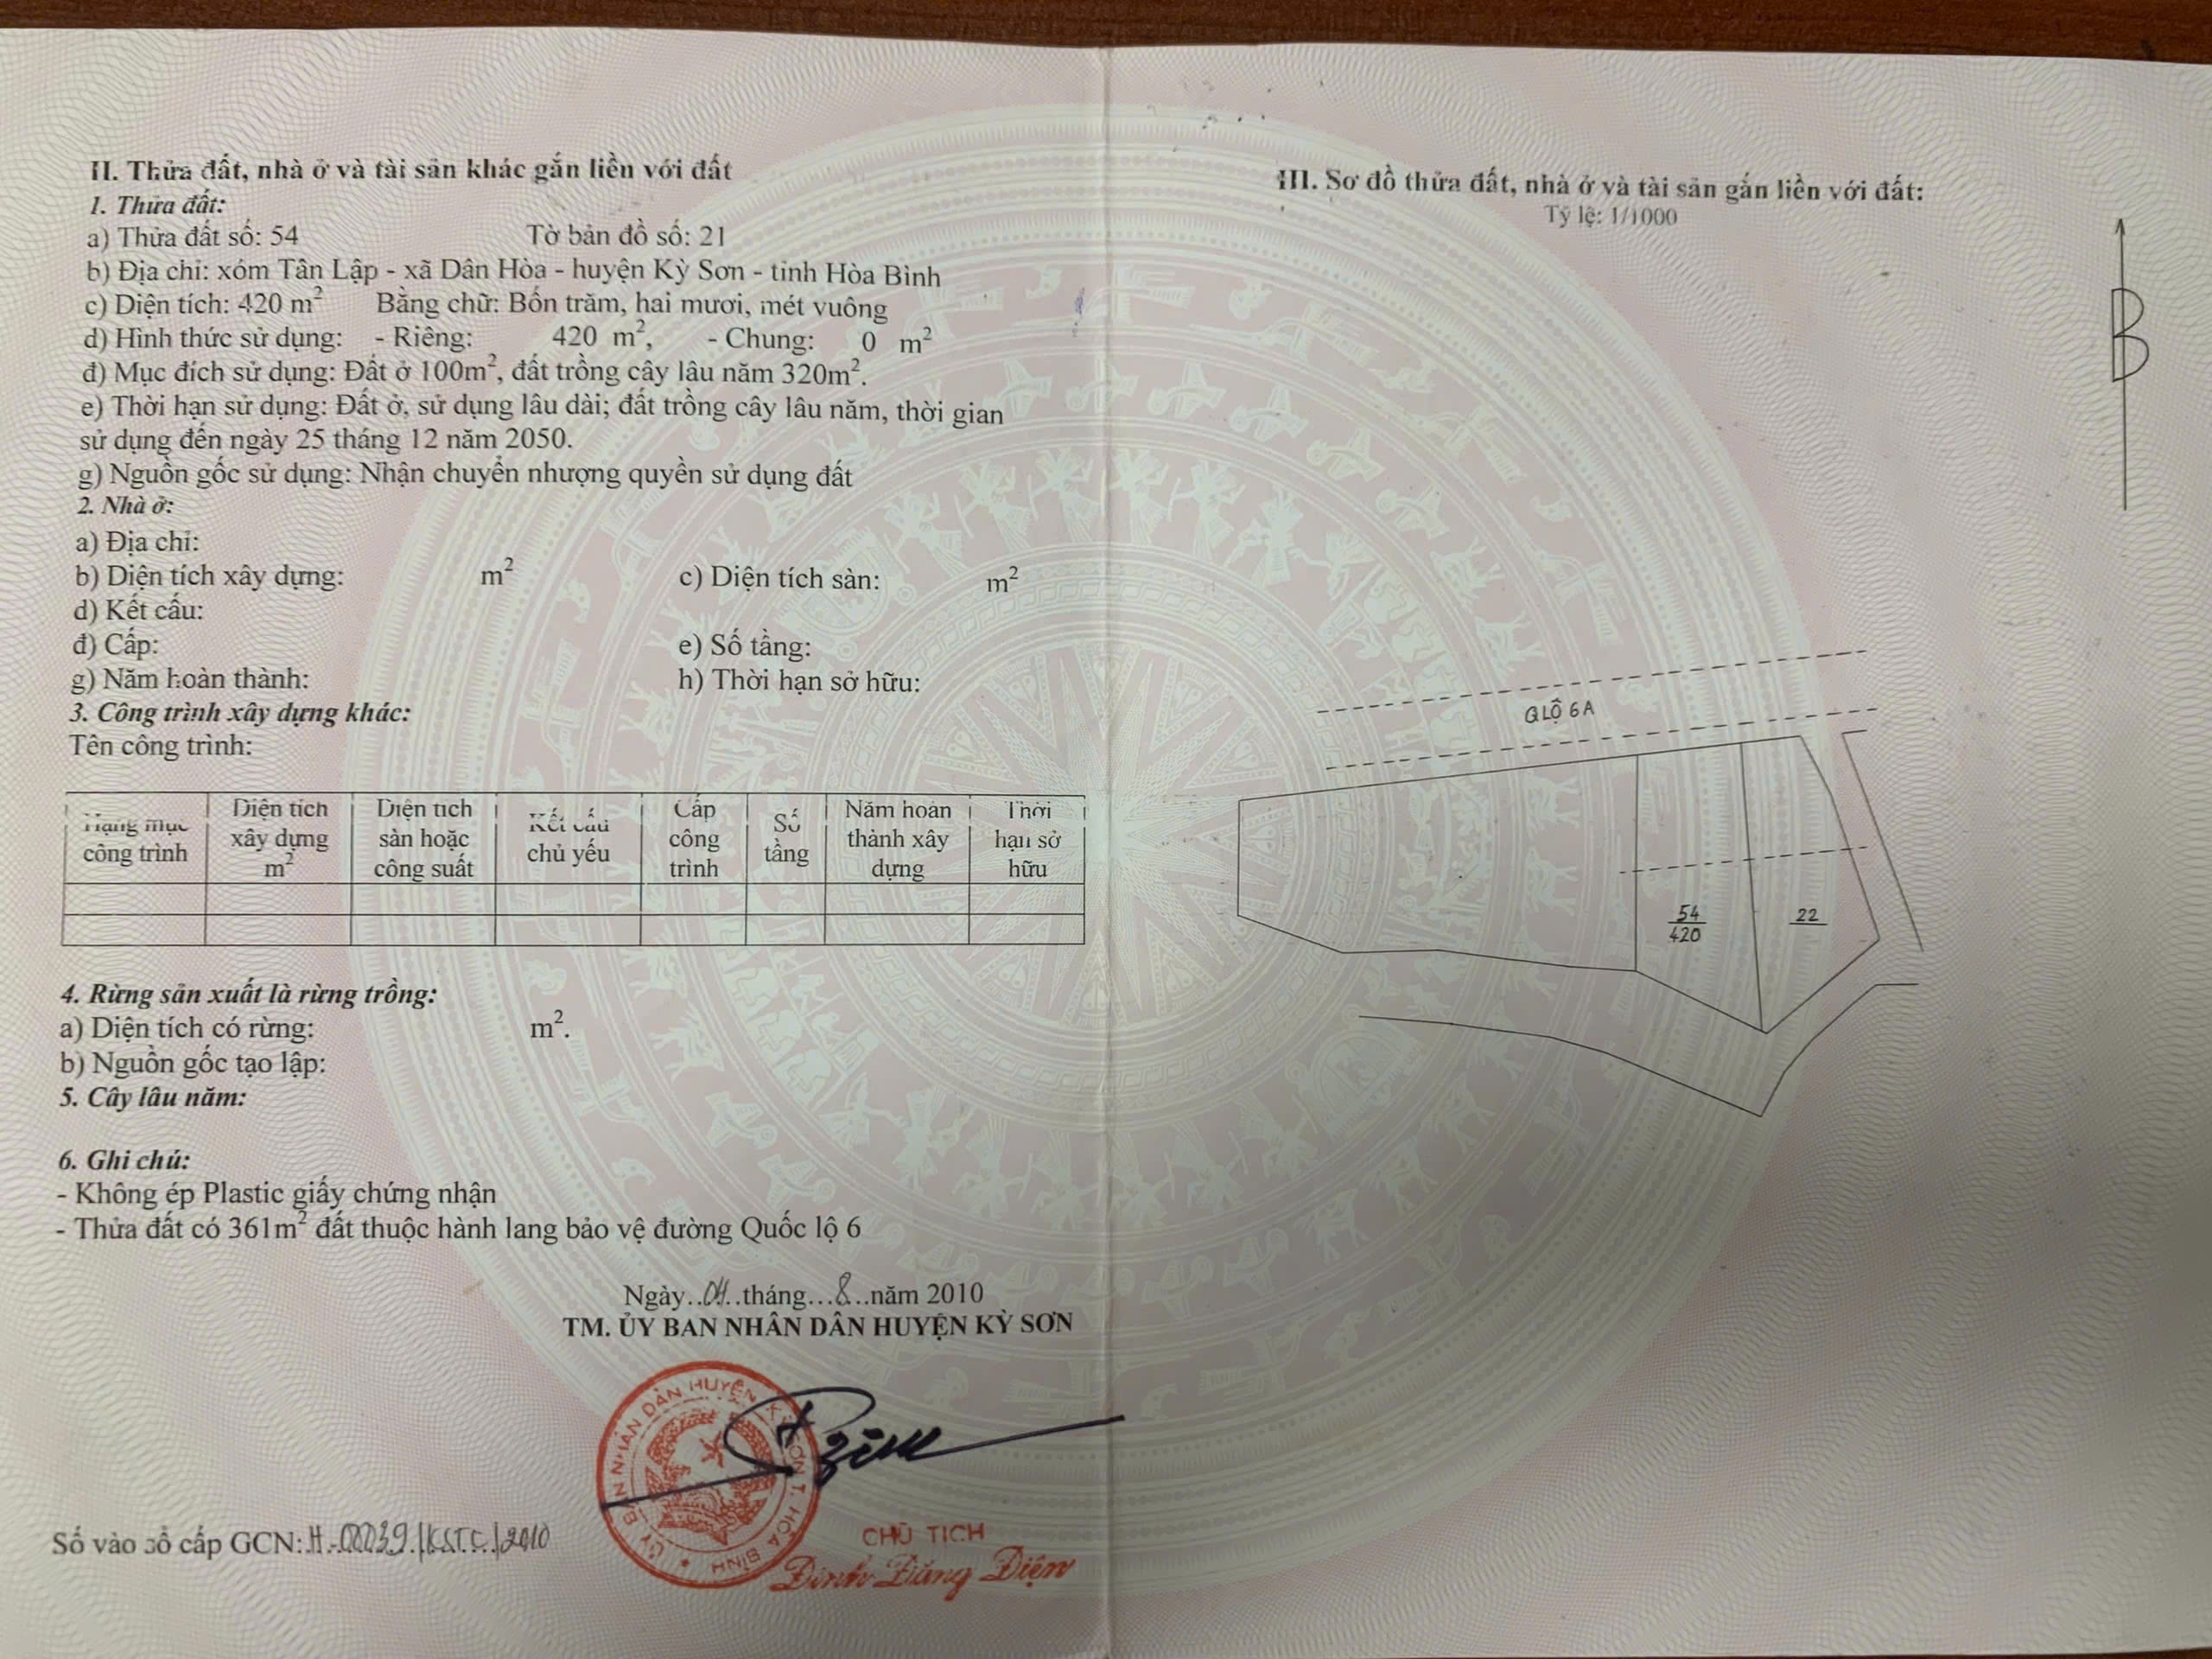 II. Thửa đất, nhà ở và tài sản khác gắn liền với đất
1. Thửa đất:
a) Thửa đất số: 54 Tờ bản đồ số: 21
b) Địa chỉ: xóm Tân Lập - xã Dân Hòa - huyện Kỳ Sơn - tỉnh Hòa Bình
c) Diện tích: 420 m² Bằng chữ: Bốn trăm, hai mươi, mét vuông
d) Hình thức sử dụng: - Riêng: 420 m², - Chung: 0 m²
đ) Mục đích sử dụng: Đất ở 100m², đất trồng cây lâu năm 320m².
e) Thời hạn sử dụng: Đất ở, sử dụng lâu dài; đất trồng cây lâu năm, thời gian
sử dụng đến ngày 25 tháng 12 năm 2050.
g) Nguồn gốc sử dụng: Nhận chuyển nhượng quyền sử dụng đất
2. Nhà ở:
a) Địa chỉ:
b) Diện tích xây dựng: m² c) Diện tích sàn: m²
d) Kết cấu:
đ) Cấp: e) Số tầng:
g) Năm hoàn thành: h) Thời hạn sở hữu:
3. Công trình xây dựng khác:
Tên công trình:
Hạng mục công trình
Diện tích xây dựng m²
Diện tích sàn hoặc công suất
Kết cấu chủ yếu
Cấp công trình
Số tầng
Năm hoàn thành xây dựng
Thời hạn sở hữu
4. Rừng sản xuất là rừng trồng:
a) Diện tích có rừng: m².
b) Nguồn gốc tạo lập:
5. Cây lâu năm:
6. Ghi chú:
- Không ép Plastic giấy chứng nhận
- Thửa đất có 361m² đất thuộc hành lang bảo vệ đường Quốc lộ 6
Ngày..04..tháng...8..năm 2010
TM. ỦY BAN NHÂN DÂN HUYỆN KỲ SƠN
ỦY BAN NHÂN DÂN HUYỆN KỲ SƠN T. HÒA BÌNH
CHỦ TỊCH
Đinh Đăng Điện
Số vào sổ cấp GCN: H.00039/KSTC/2010
III. Sơ đồ thửa đất, nhà ở và tài sản gắn liền với đất:
Tỷ lệ: 1/1000
B
QLỘ 6A
54
420
22